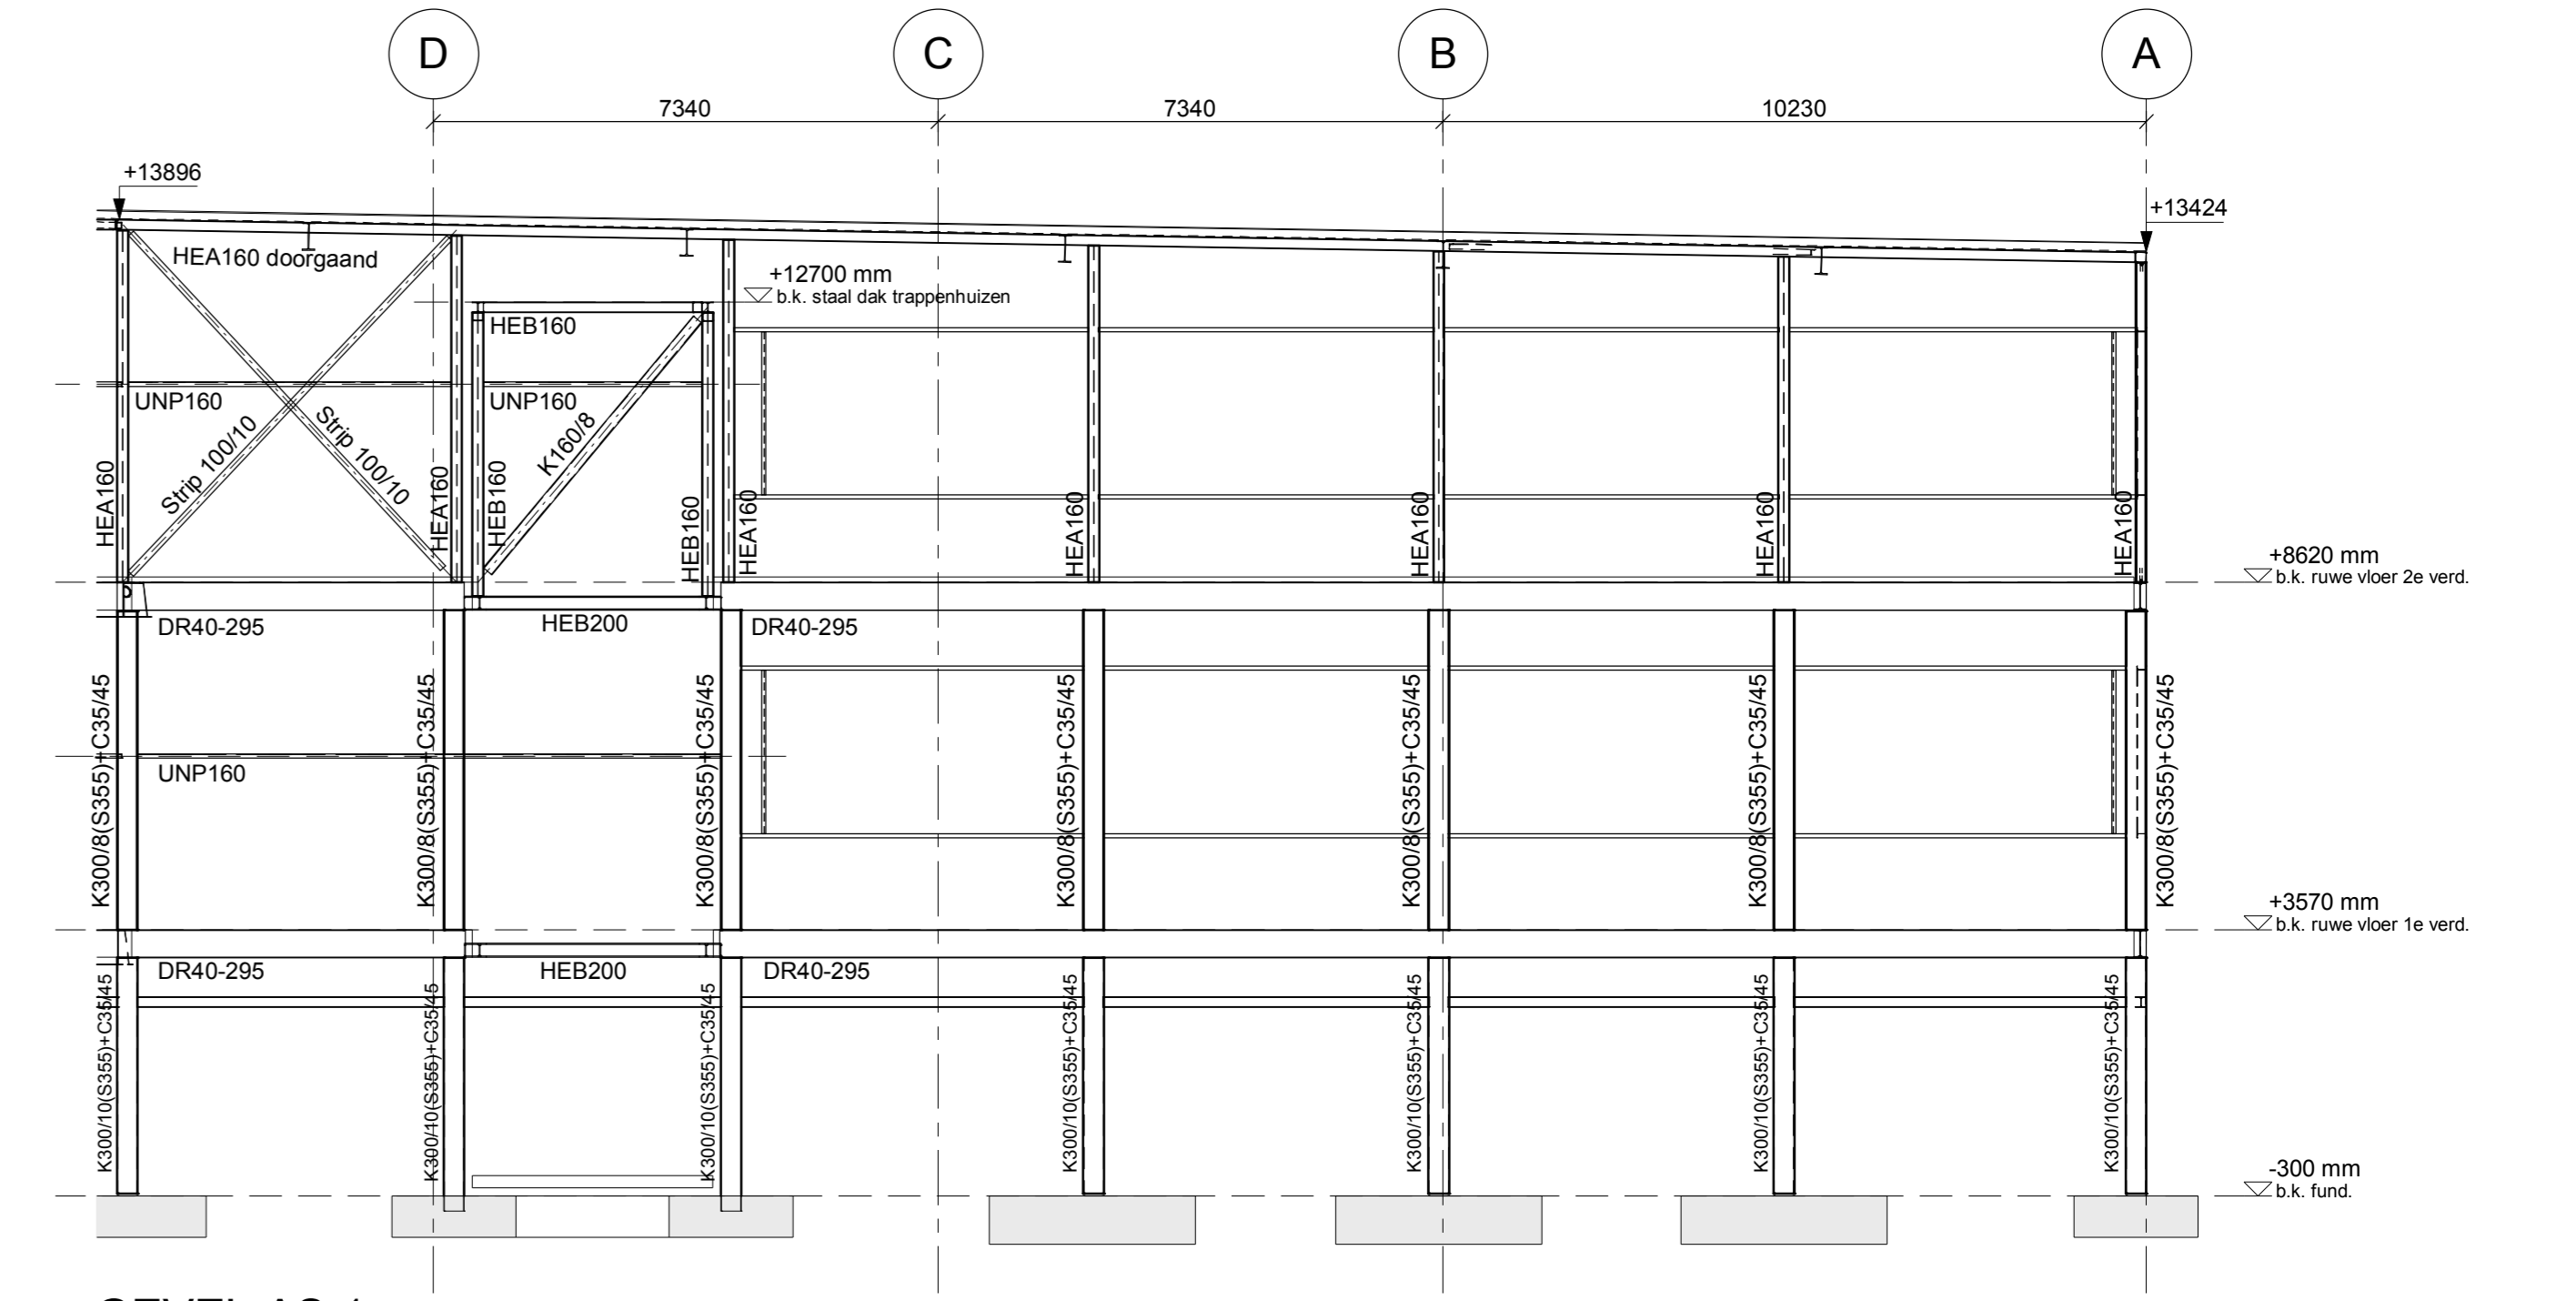 D
C
B
A
7340
7340
10230
+13896
+13424
HEA160 doorgaand
+12700 mm
b.k. staal dak trappenhuizen
HEB160
UNP160
UNP160
Strip 100/10
Strip 100/10
K160/8
HEA160
HEA160
HEB160
HEB160
HEA160
HEA160
HEA160
HEA160
HEA160
+8620 mm
b.k. ruwe vloer 2e verd.
DR40-295
HEB200
DR40-295
K300/8(S355)+C35/45
K300/8(S355)+C35/45
K300/8(S355)+C35/45
K300/8(S355)+C35/45
K300/8(S355)+C35/45
K300/8(S355)+C35/45
K300/8(S355)+C35/45
UNP160
+3570 mm
b.k. ruwe vloer 1e verd.
DR40-295
HEB200
DR40-295
K300/10(S355)+C35/45
K300/10(S355)+C35/45
K300/10(S355)+C35/45
K300/10(S355)+C35/45
K300/10(S355)+C35/45
K300/10(S355)+C35/45
K300/10(S355)+C35/45
-300 mm
b.k. fund.